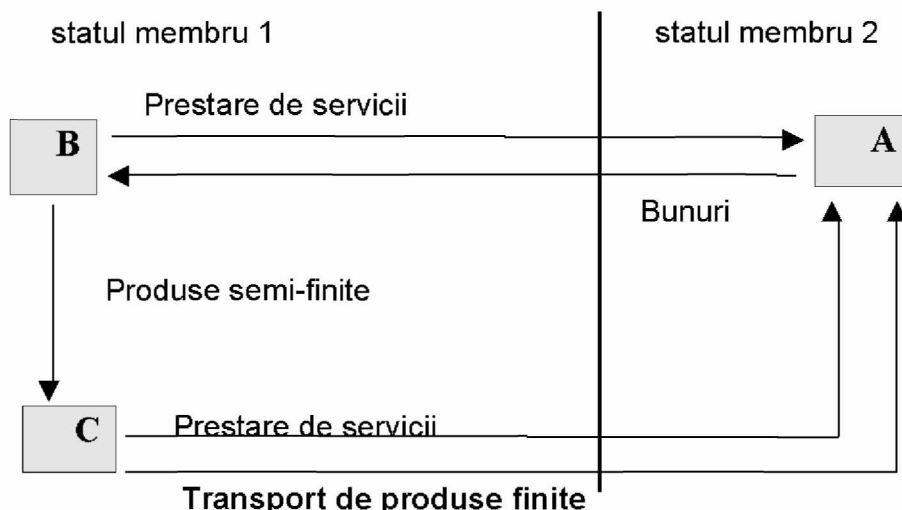 statul membru 1
statul membru 2
Prestare de servicii
B
A
Bunuri
Produse semi-finite
C
Prestare de servicii
Transport de produse finite